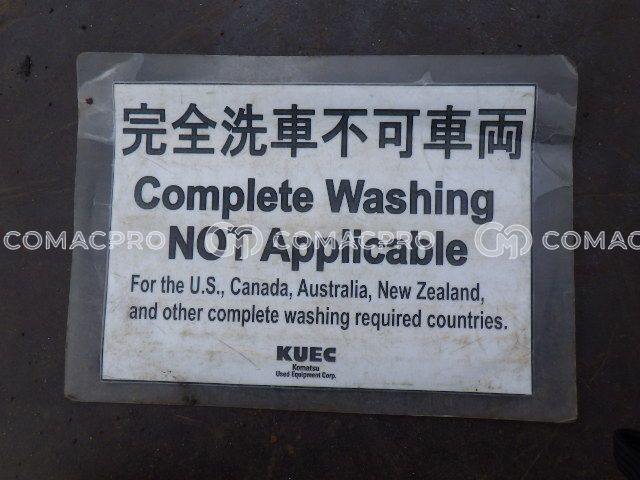 完全洗車不可車両
Complete Washing
NOT Applicable
COMACPRO COMACPRO COMACPRO
For the U.S., Canada, Australia, New Zealand,
and other complete washing required countries.
KUEC
Komatsu
Used Equipment Corp.